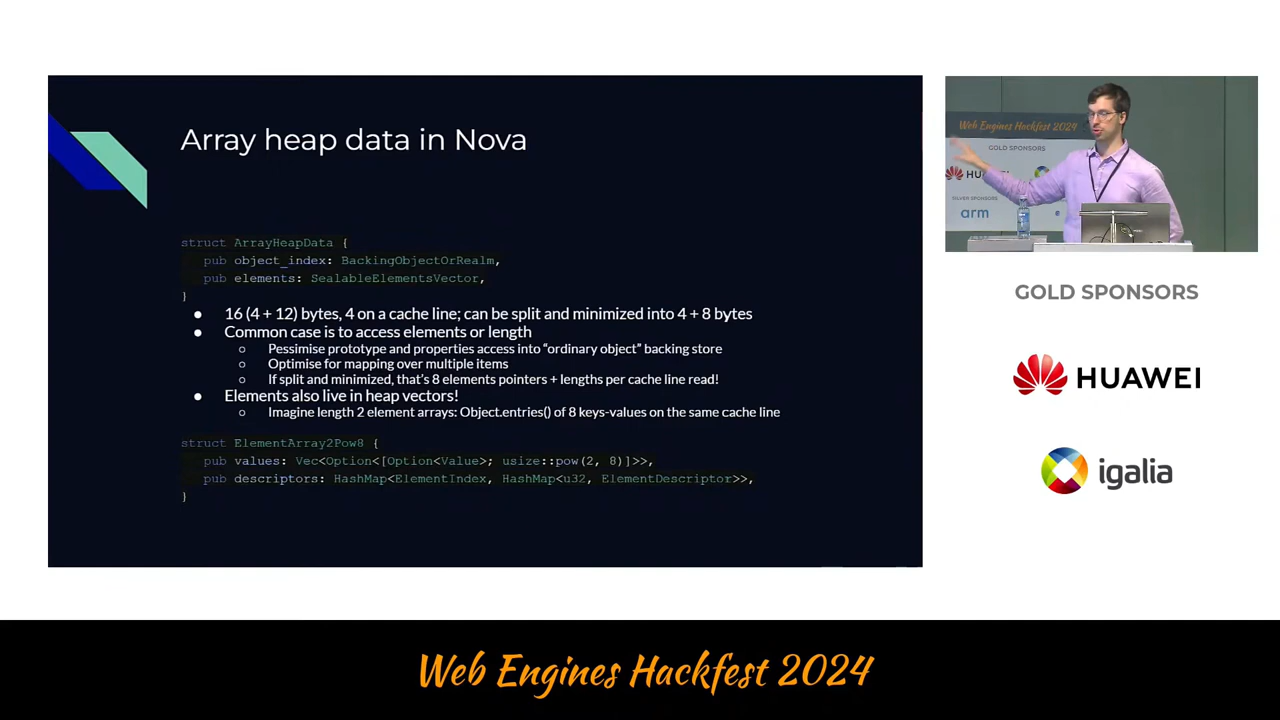 Array heap data in Nova
struct ArrayHeapData {
pub object_index: BackingObjectOrRealm,
pub elements: SealableElementsVector,
}
● 16 (4 + 12) bytes, 4 on a cache line; can be split and minimized into 4 + 8 bytes
● Common case is to access elements or length
○ Pessimise prototype and properties access into “ordinary object” backing store
○ Optimise for mapping over multiple items
○ If split and minimized, that’s 8 elements pointers + lengths per cache line read!
● Elements also live in heap vectors!
○ Imagine length 2 element arrays: Object.entries() of 8 keys-values on the same cache line
struct ElementArray2Pow8 {
pub values: Vec<Option<[Option<Value>; usize::pow(2, 8)]>>,
pub descriptors: HashMap<ElementIndex, HashMap<u32, ElementDescriptor>>,
}
Web Engines Hackfest 2024
GOLD SPONSORS
HU
SILVER SPONSORS
arm
GOLD SPONSORS
HUAWEI
igalia
Web Engines Hackfest 2024